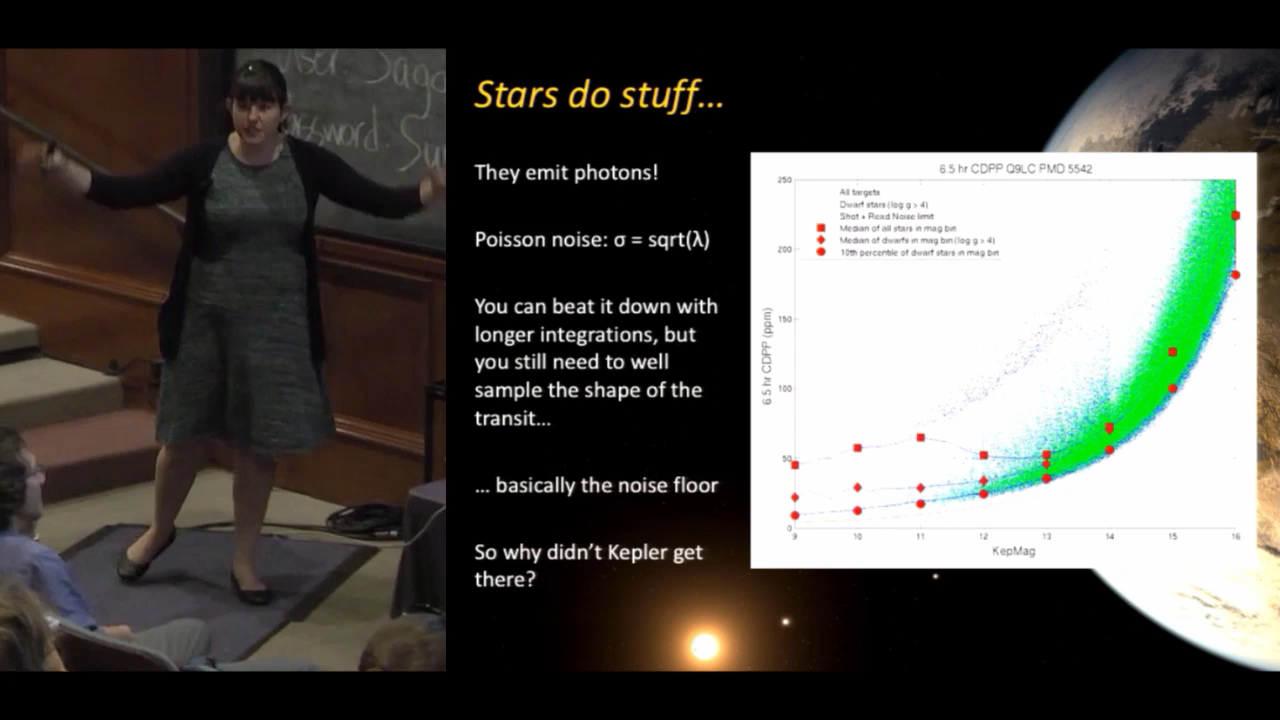 User Sag
assword. Su
Stars do stuff...
They emit photons!
Poisson noise: σ = sqrt(λ)
You can beat it down with
longer integrations, but
you still need to well
sample the shape of the
transit...
... basically the noise floor
So why didn't Kepler get
there?
6.5 hr CDPP Q9LC PMD 5542
All targets
Dwarf stars (log g > 4)
Shot + Read Noise limit
Median of all stars in mag bin
Median of dwarfs in mag bin (log g > 4)
10th percentile of dwarf stars in mag bin
6.5 hr CDPP (ppm)
250
200
150
100
50
0
9 10 11 12 13 14 15 16
KepMag